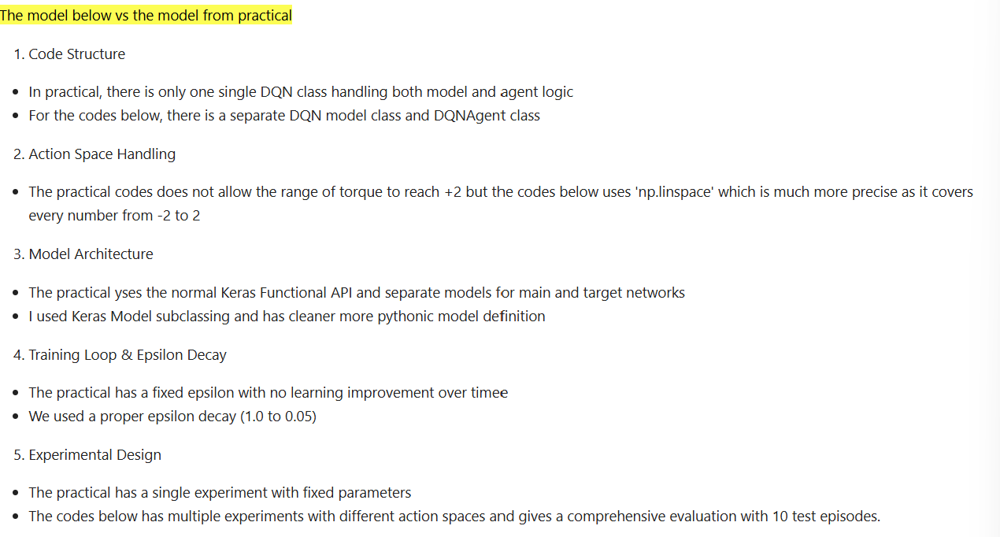 The model below vs the model from practical
1. Code Structure
• In practical, there is only one single DQN class handling both model and agent logic
• For the codes below, there is a separate DQN model class and DQNAgent class
2. Action Space Handling
• The practical codes does not allow the range of torque to reach +2 but the codes below uses 'np.linspace' which is much more precise as it covers
every number from -2 to 2
3. Model Architecture
• The practical yses the normal Keras Functional API and separate models for main and target networks
• I used Keras Model subclassing and has cleaner more pythonic model definition
4. Training Loop & Epsilon Decay
• The practical has a fixed epsilon with no learning improvement over timee
• We used a proper epsilon decay (1.0 to 0.05)
5. Experimental Design
• The practical has a single experiment with fixed parameters
• The codes below has multiple experiments with different action spaces and gives a comprehensive evaluation with 10 test episodes.